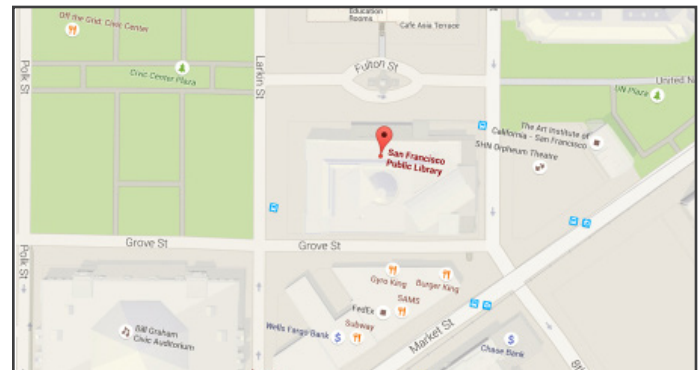 Off the Grid: Civic Center
Education
Rooms
Cafe Asia Terrace
Polk St
Civic Center Plaza
Larkin St
Fulton St
UN Plaza
The Art Institute of
California - San Francisco
SHN Orpheum Theatre
San Francisco
Public Library
Grove St
Grove St
Polk St
Gyro King
Burger King
SAMS
FedEx
Bill Graham
Civic Auditorium
Wells Fargo Bank
Subway
Market St
Chase Bank